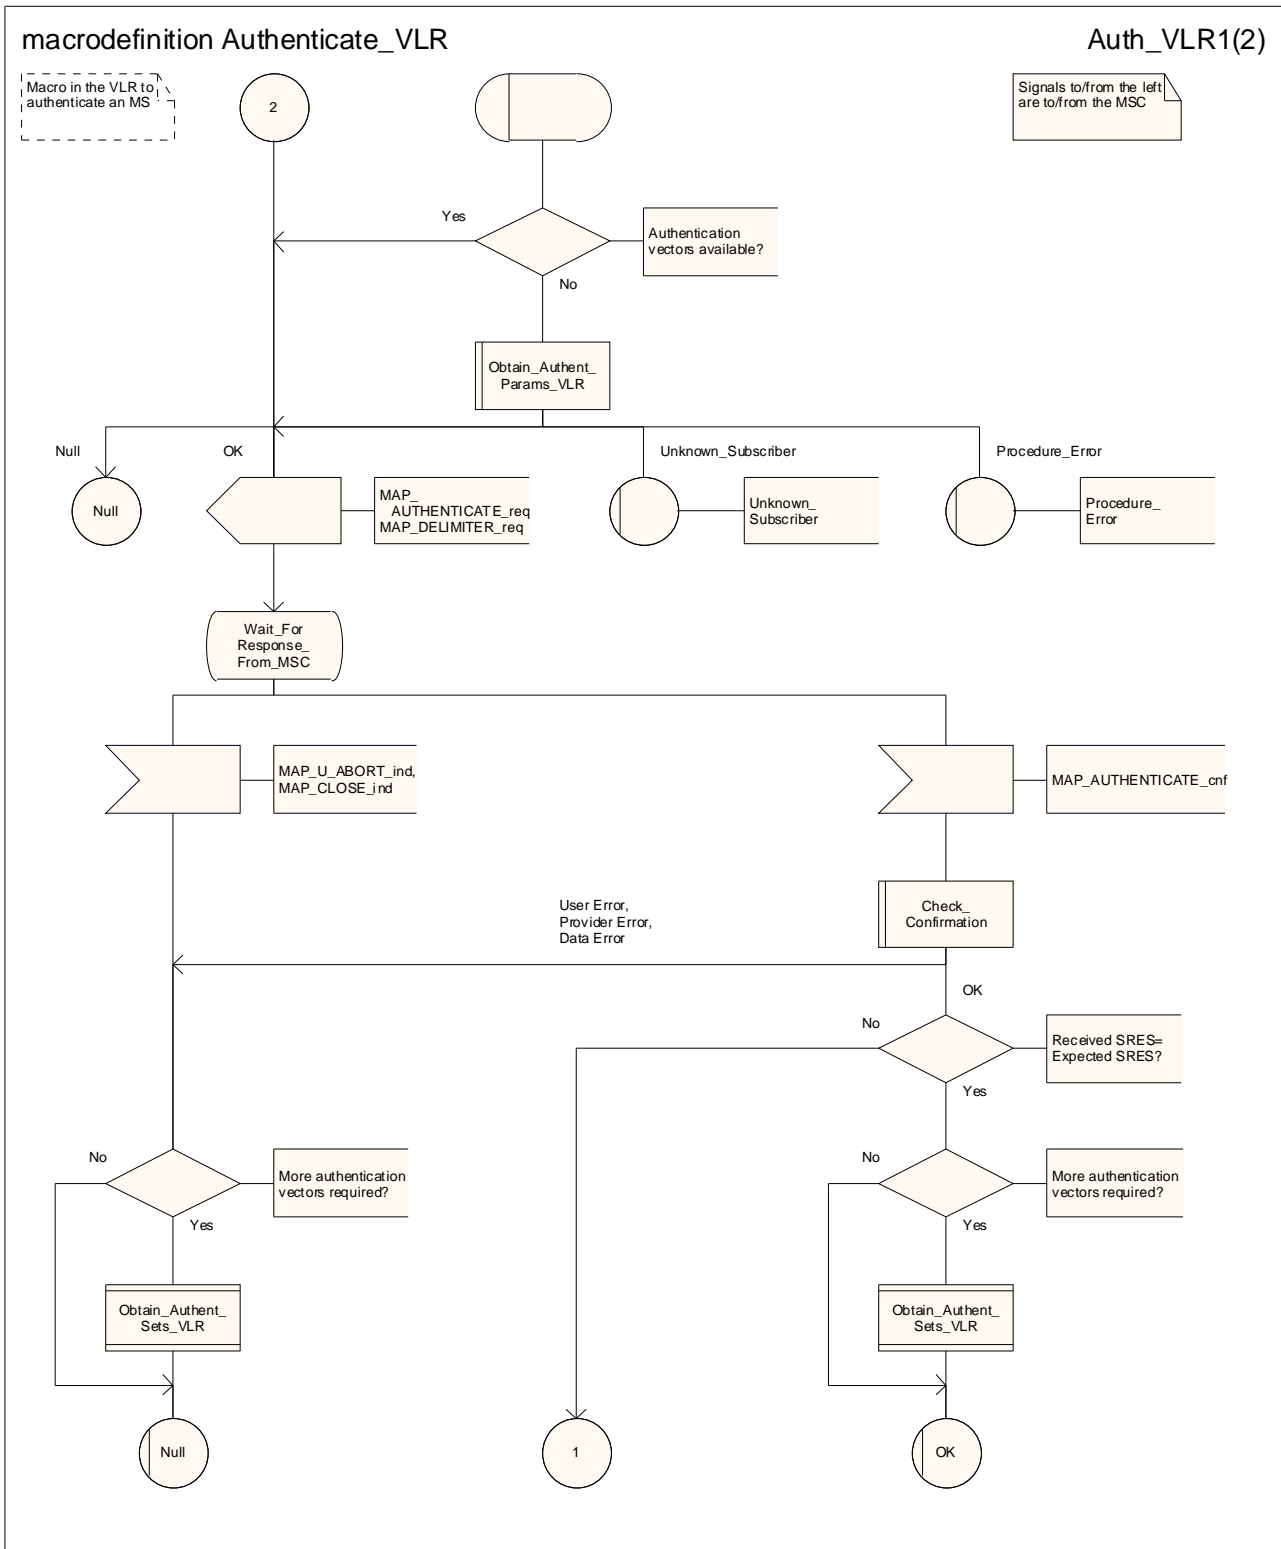 macrodefinition Authenticate_VLR
Auth_VLR1(2)
Macro in the VLR to
authenticate an MS
2
Signals to/from the left
are to/from the MSC
Yes
Authentication
vectors available?
No
Obtain_Authent_
Params_VLR
Null
OK
Unknown_Subscriber
Procedure_Error
Null
MAP_
AUTHENTICATE_req
MAP_DELIMITER_req
Unknown_
Subscriber
Procedure_
Error
Wait_For
Response_
From_MSC
MAP_U_ABORT_ind,
MAP_CLOSE_ind
MAP_AUTHENTICATE_cnf
User Error,
Provider Error,
Data Error
Check_
Confirmation
OK
No
Received SRES=
Expected SRES?
Yes
No
More authentication
vectors required?
Yes
No
More authentication
vectors required?
Yes
Obtain_Authent_
Sets_VLR
Obtain_Authent_
Sets_VLR
Null
1
OK